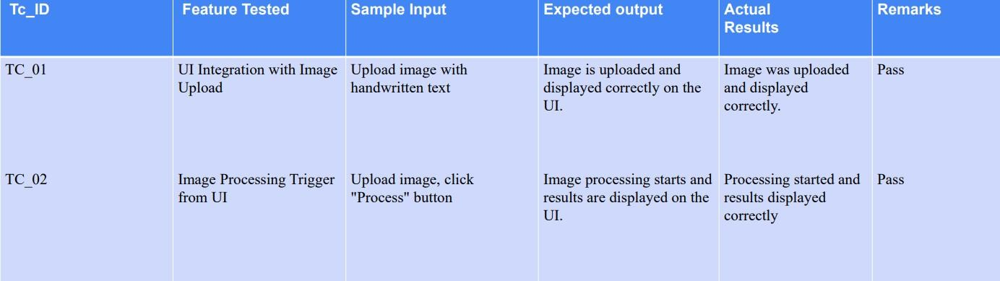 Tc_ID Feature Tested Sample Input Expected output Actual Results Remarks
TC_01 UI Integration with Image Upload Upload image with handwritten text Image is uploaded and displayed correctly on the UI. Image was uploaded and displayed correctly. Pass
TC_02 Image Processing Trigger from UI Upload image, click "Process" button Image processing starts and results are displayed on the UI. Processing started and results displayed correctly Pass